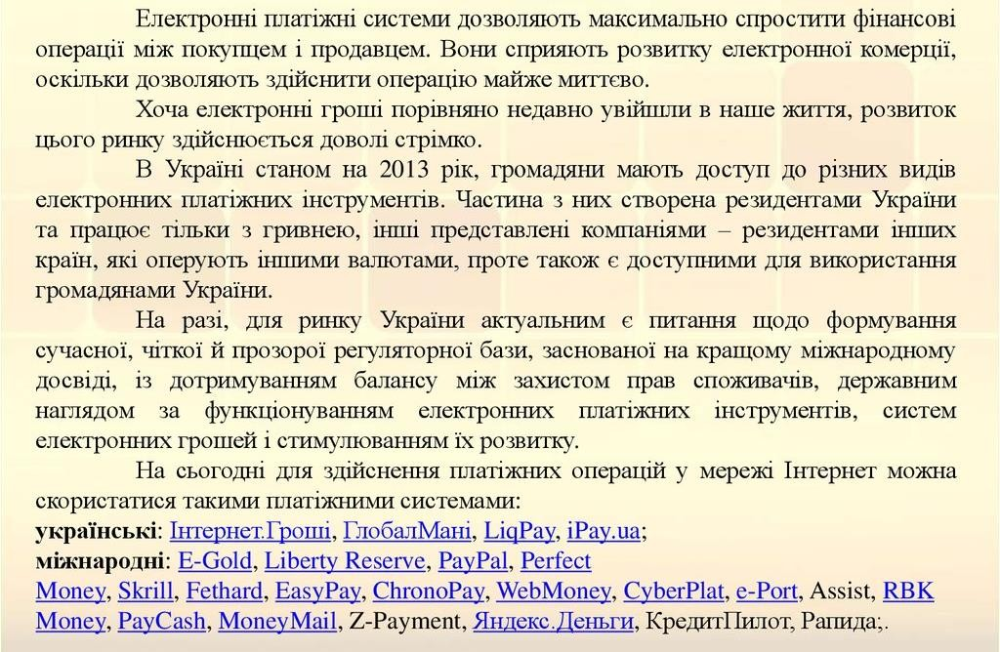 Електронні платіжні системи дозволяють максимально спростити фінансові
операції між покупцем і продавцем. Вони сприяють розвитку електронної комерції,
оскільки дозволяють здійснити операцію майже миттєво.
Хоча електронні гроші порівняно недавно увійшли в наше життя, розвиток
цього ринку здійснюється доволі стрімко.
В Україні станом на 2013 рік, громадяни мають доступ до різних видів
електронних платіжних інструментів. Частина з них створена резидентами України
та працює тільки з гривнею, інші представлені компаніями – резидентами інших
країн, які оперують іншими валютами, проте також є доступними для використання
громадянами України.
На разі, для ринку України актуальним є питання щодо формування
сучасної, чіткої й прозорої регуляторної бази, заснованої на кращому міжнародному
досвіді, із дотримуванням балансу між захистом прав споживачів, державним
наглядом за функціонуванням електронних платіжних інструментів, систем
електронних грошей і стимулюванням їх розвитку.
На сьогодні для здійснення платіжних операцій у мережі Інтернет можна
скористатися такими платіжними системами:
українські: Інтернет.Гроші, ГлобалМані, LiqPay, iPay.ua;
міжнародні: E-Gold, Liberty Reserve, PayPal, Perfect
Money, Skrill, Fethard, EasyPay, ChronoPay, WebMoney, CyberPlat, e-Port, Assist, RBK
Money, PayCash, MoneyMail, Z-Payment, Яндекс.Деньги, КредитПилот, Рапида;.